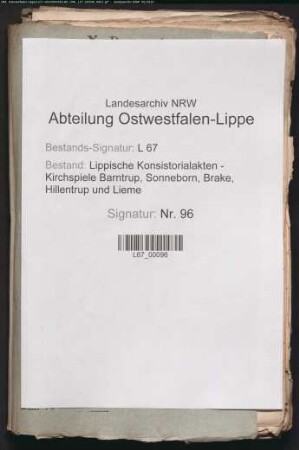 Landesarchiv NRW
Abteilung Ostwestfalen-Lippe
Bestands-Signatur: L 67
Bestand: Lippische Konsistorialakten -
Kirchspiele Barntrup, Sonneborn, Brake,
Hillentrup und Lieme
Signatur: Nr. 96
L67_00096